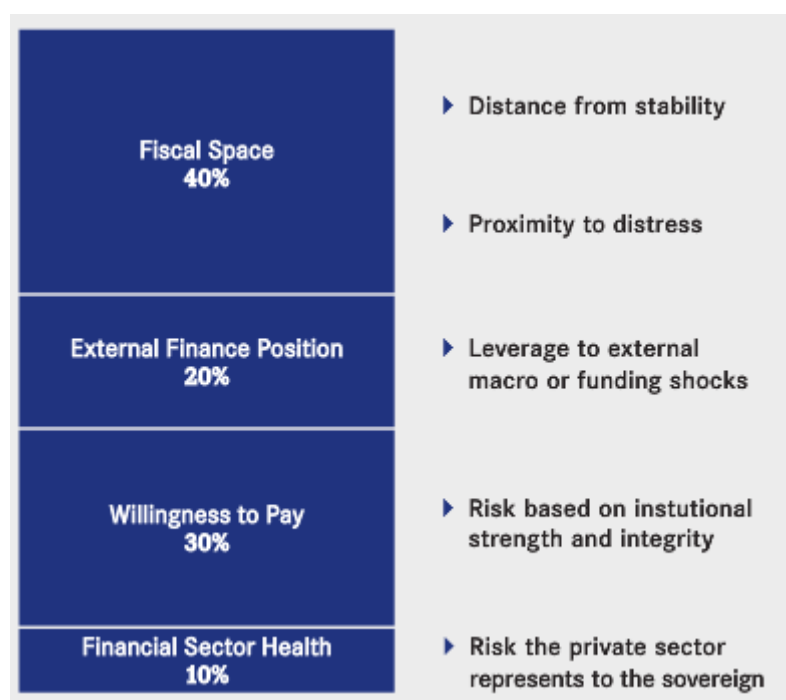 Fiscal Space
40%
Distance from stability
Proximity to distress
External Finance Position
20%
Leverage to external
macro or funding shocks
Willingness to Pay
30%
Risk based on instutional
strength and integrity
Financial Sector Health
10%
Risk the private sector
represents to the sovereign